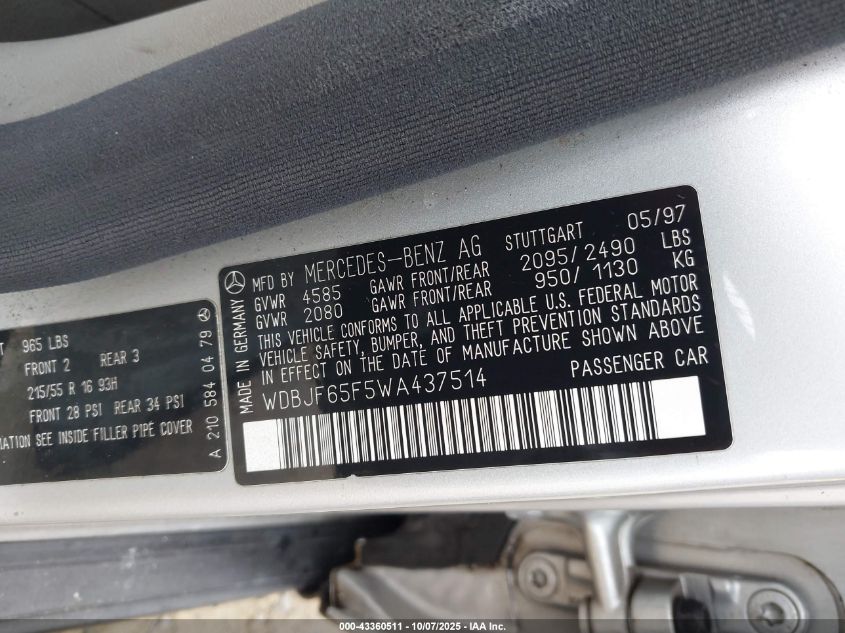 MADE IN GERMANY
MFD BY MERCEDES-BENZ AG STUTTGART 05/97
GVWR 4585 GAWR FRONT/REAR 2095/2490 LBS
GVWR 2080 GAWR FRONT/REAR 950/1130 KG
THIS VEHICLE CONFORMS TO ALL APPLICABLE U.S. FEDERAL MOTOR
VEHICLE SAFETY, BUMPER, AND THEFT PREVENTION STANDARDS
IN EFFECT ON THE DATE OF MANUFACTURE SHOWN ABOVE
WDBJF65F5WA437514 PASSENGER CAR
965 LBS
FRONT 2 REAR 3
215/55 R 16 93H
FRONT 28 PSI REAR 34 PSI
SEE INSIDE FILLER PIPE COVER
A 210 584 04 79
000-43360511 - 10/07/2025 - IAA Inc.